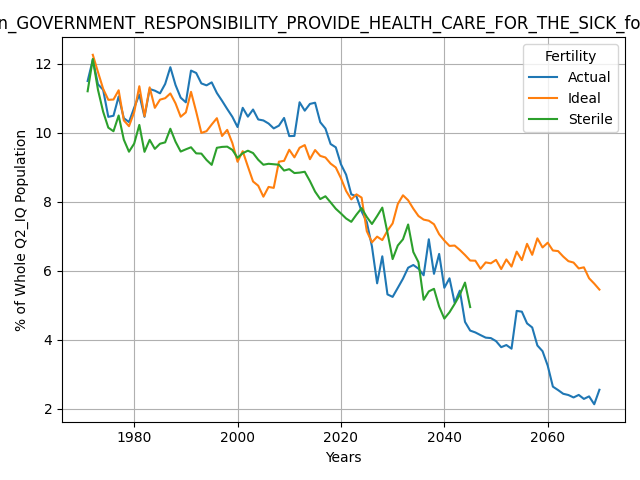 n_GOVERNMENT_RESPONSIBILITY_PROVIDE_HEALTH_CARE_FOR_THE_SICK_fo
Fertility
Actual
Ideal
Sterile
% of Whole Q2_IQ Population
12
10
8
6
4
2
1980 2000 2020 2040 2060
Years